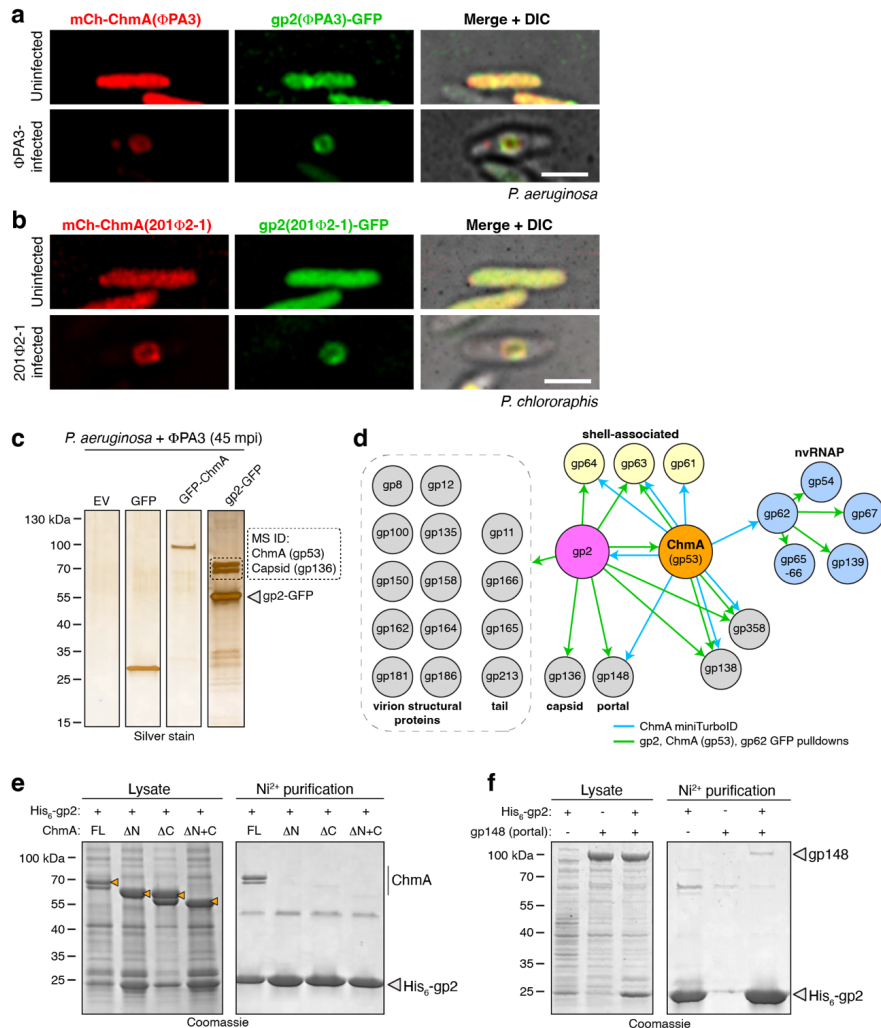 a
mCh-ChmA(ΦPA3) gp2(ΦPA3)-GFP Merge + DIC
Uninfected
ΦPA3-
infected
P. aeruginosa
b
mCh-ChmA(201Φ2-1) gp2(201Φ2-1)-GFP Merge + DIC
Uninfected
201Φ2-1
infected
P. chlororaphis
c
P. aeruginosa + ΦPA3 (45 mpi)
EV GFP GFP-ChmA gp2-GFP
130 kDa
100
70
55
40
35
25
15
MS ID:
ChmA (gp53)
Capsid (gp136)
gp2-GFP
Silver stain
d
shell-associated
nvRNAP
gp8 gp12
gp100 gp135 gp11
gp150 gp158 gp166
gp162 gp164 gp165
gp181 gp186 gp213
virion structural
proteins
tail
gp64 gp63 gp61
gp2
ChmA
(gp53)
gp62 gp54 gp67
gp65
-66
gp139
gp358
gp138
gp136 gp148
capsid portal
ChmA miniTurboID
gp2, ChmA (gp53), gp62 GFP pulldowns
e
Lysate Ni2+ purification
His6-gp2: + + + + + + + +
ChmA: FL ΔN ΔC ΔN+C FL ΔN ΔC ΔN+C
100 kDa
70
55
40
35
25
ChmA
His6-gp2
Coomassie
f
Lysate Ni2+ purification
His6-gp2: + - + + - +
gp148 (portal) - + + - + +
100 kDa
70
55
40
35
25
gp148
His6-gp2
Coomassie